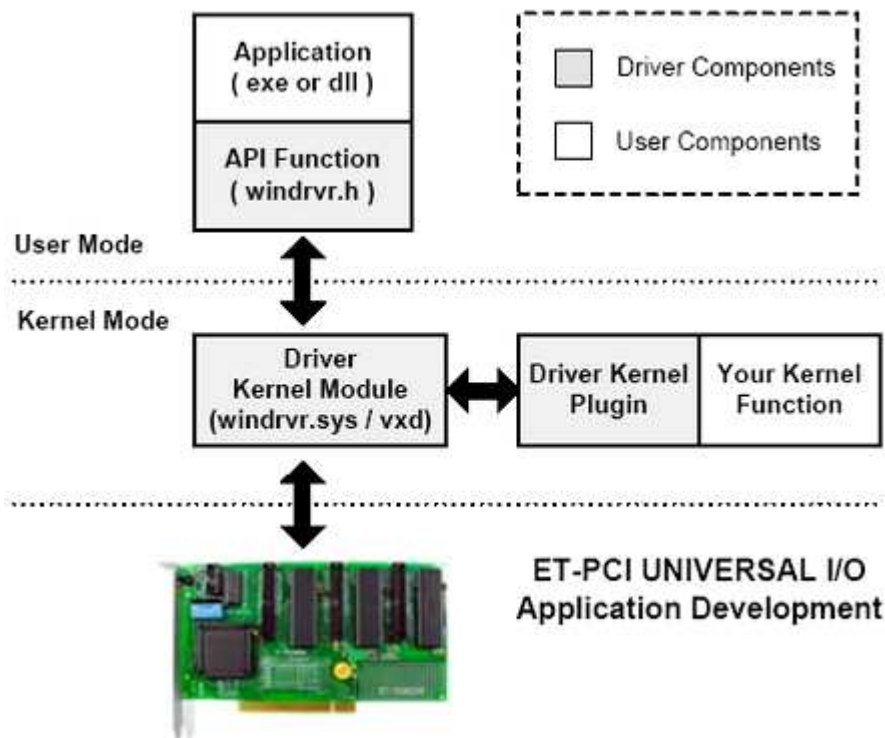 Application
( exe or dll )
API Function
( windrvr.h )
Driver Components
User Components
User Mode
Kernel Mode
Driver
Kernel Module
(windrvr.sys / vxd)
Driver Kernel
Plugin
Your Kernel
Function
ET-PCI UNIVERSAL I/O
Application Development